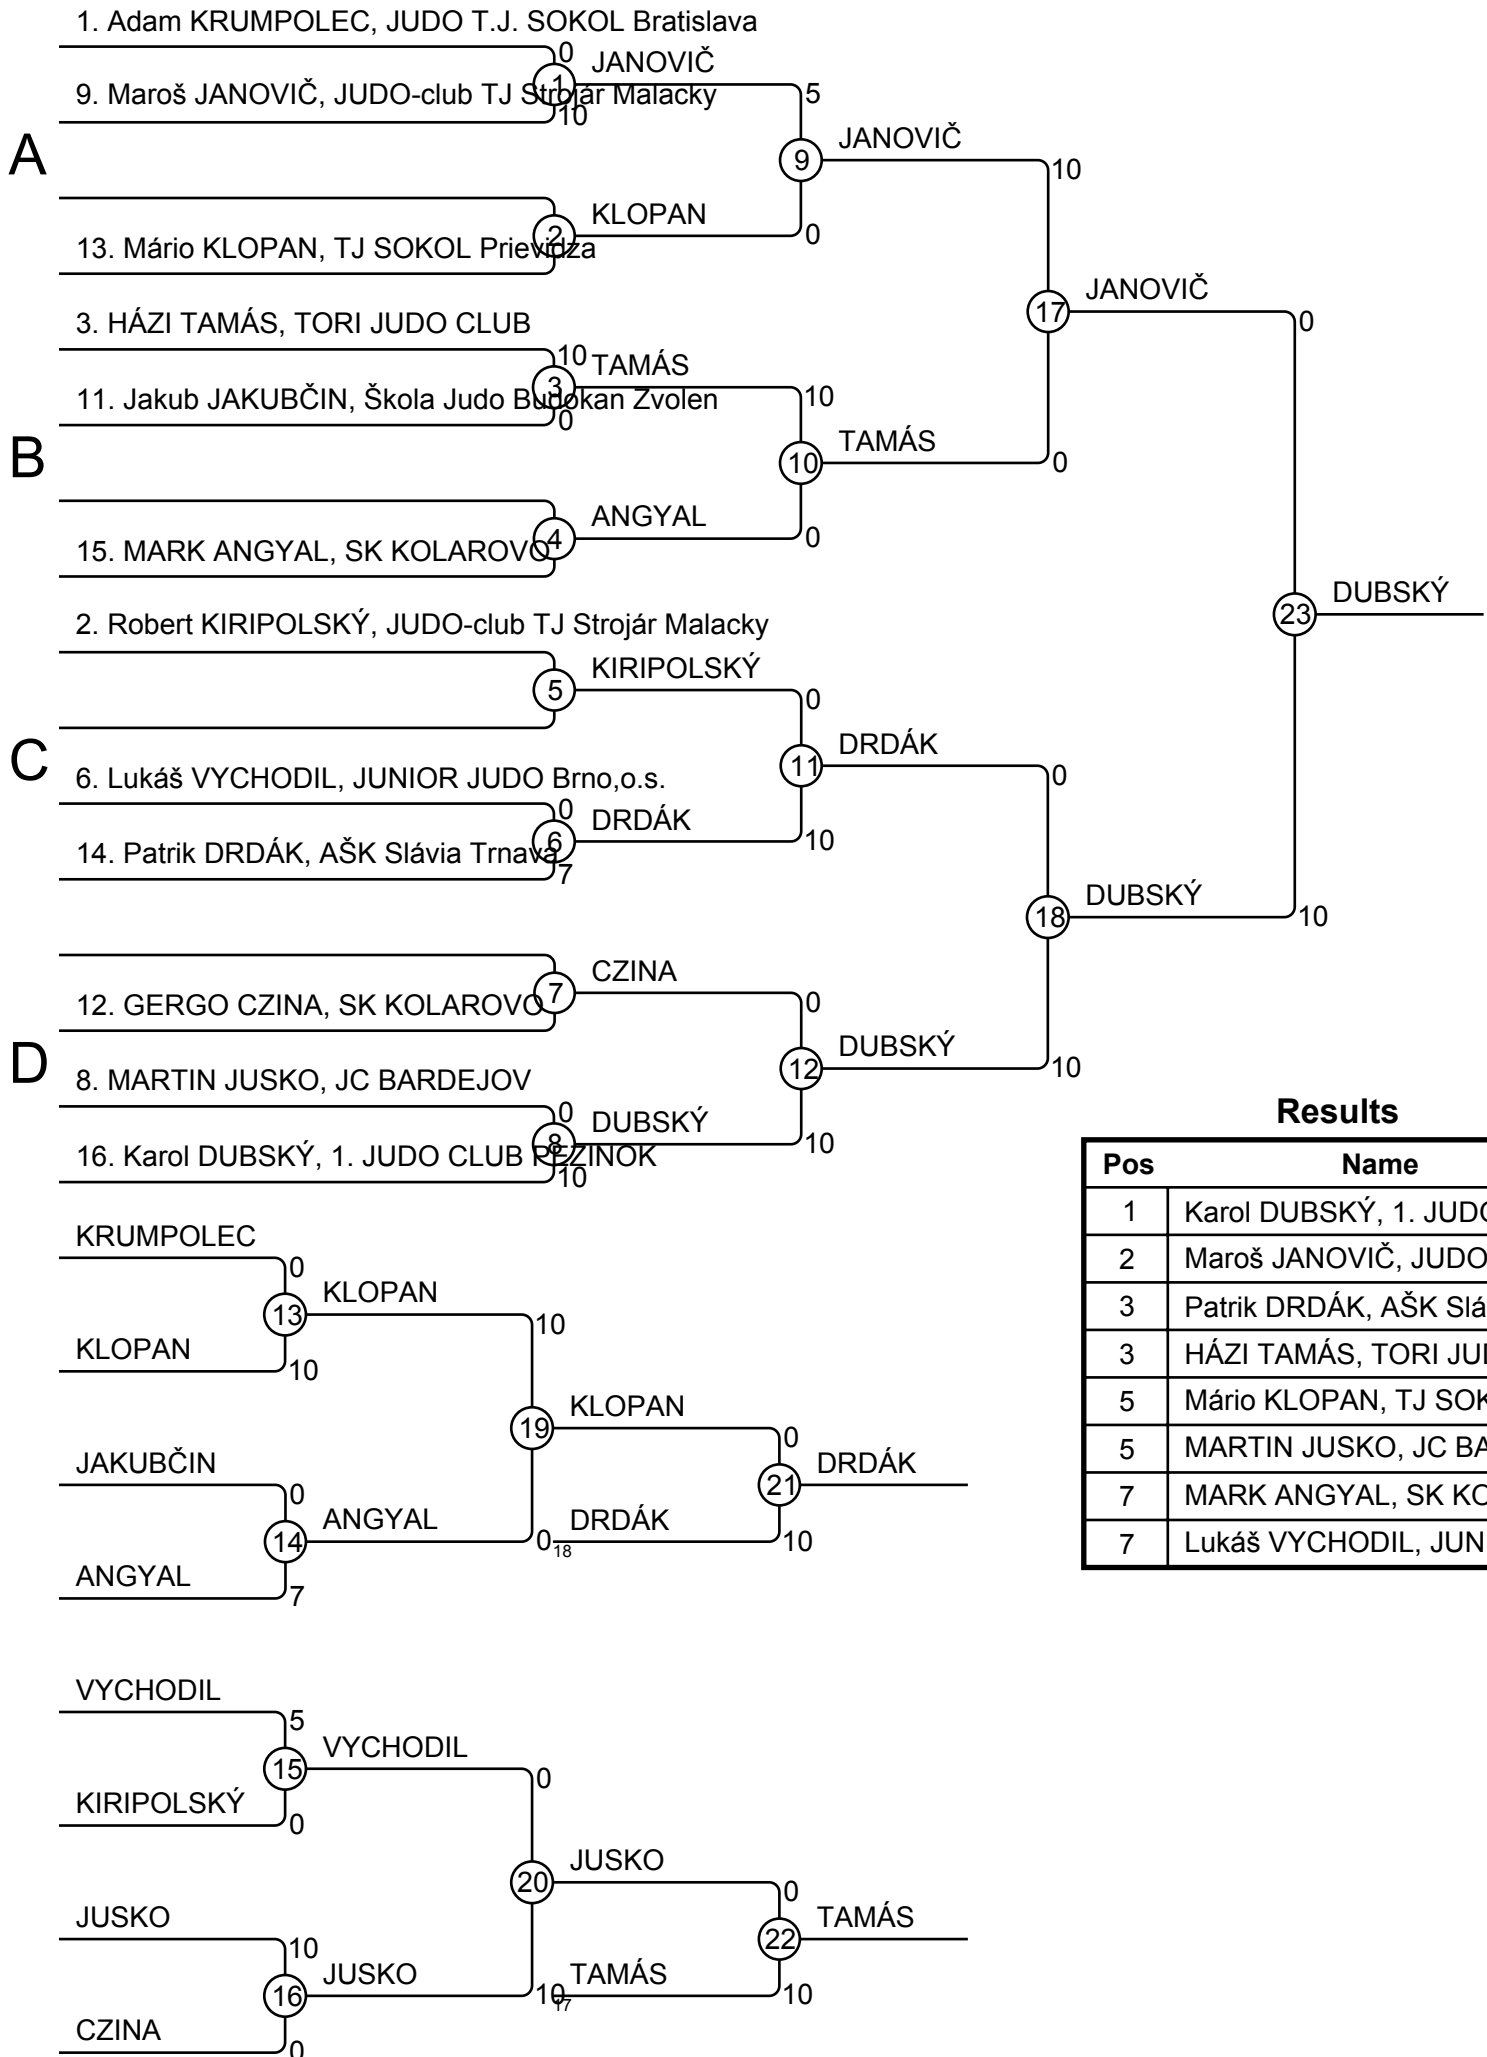 1. Adam KRUMPOLEC, JUDO T.J. SOKOL Bratislava
0
JANOVIČ
1
9. Maroš JANOVIČ, JUDO-club TJ Strojár Malacky
10
5
A
9
JANOVIČ
10
KLOPAN
2
13. Mário KLOPAN, TJ SOKOL Prievidza
0
3. HÁZI TAMÁS, TORI JUDO CLUB
17
JANOVIČ
0
10
TAMÁS
3
11. Jakub JAKUBČIN, Škola Judo Budokan Zvolen
0
10
B
10
TAMÁS
0
ANGYAL
4
15. MARK ANGYAL, SK KOLAROVO
0
23
DUBSKÝ
2. Robert KIRIPOLSKÝ, JUDO-club TJ Strojár Malacky
KIRIPOLSKÝ
5
0
C
11
DRDÁK
0
6. Lukáš VYCHODIL, JUNIOR JUDO Brno,o.s.
0
DRDÁK
6
14. Patrik DRDÁK, AŠK Slávia Trnava
7
10
18
DUBSKÝ
10
CZINA
7
12. GERGO CZINA, SK KOLAROVO
0
D
12
DUBSKÝ
10
8. MARTIN JUSKO, JC BARDEJOV
0
DUBSKÝ
8
16. Karol DUBSKÝ, 1. JUDO CLUB PEZINOK
10
10
Results
Pos Name
1 Karol DUBSKÝ, 1. JUDO
2 Maroš JANOVIČ, JUDO
3 Patrik DRDÁK, AŠK Slá
3 HÁZI TAMÁS, TORI JU
5 Mário KLOPAN, TJ SOK
5 MARTIN JUSKO, JC BA
7 MARK ANGYAL, SK KO
7 Lukáš VYCHODIL, JUN
KRUMPOLEC
0
13
KLOPAN
10
KLOPAN
10
19
KLOPAN
0
JAKUBČIN
0
14
ANGYAL
0
ANGYAL
7
18
DRDÁK
10
21
DRDÁK
VYCHODIL
5
15
VYCHODIL
0
KIRIPOLSKÝ
0
20
JUSKO
0
JUSKO
10
16
JUSKO
10
CZINA
0
17
TAMÁS
10
22
TAMÁS